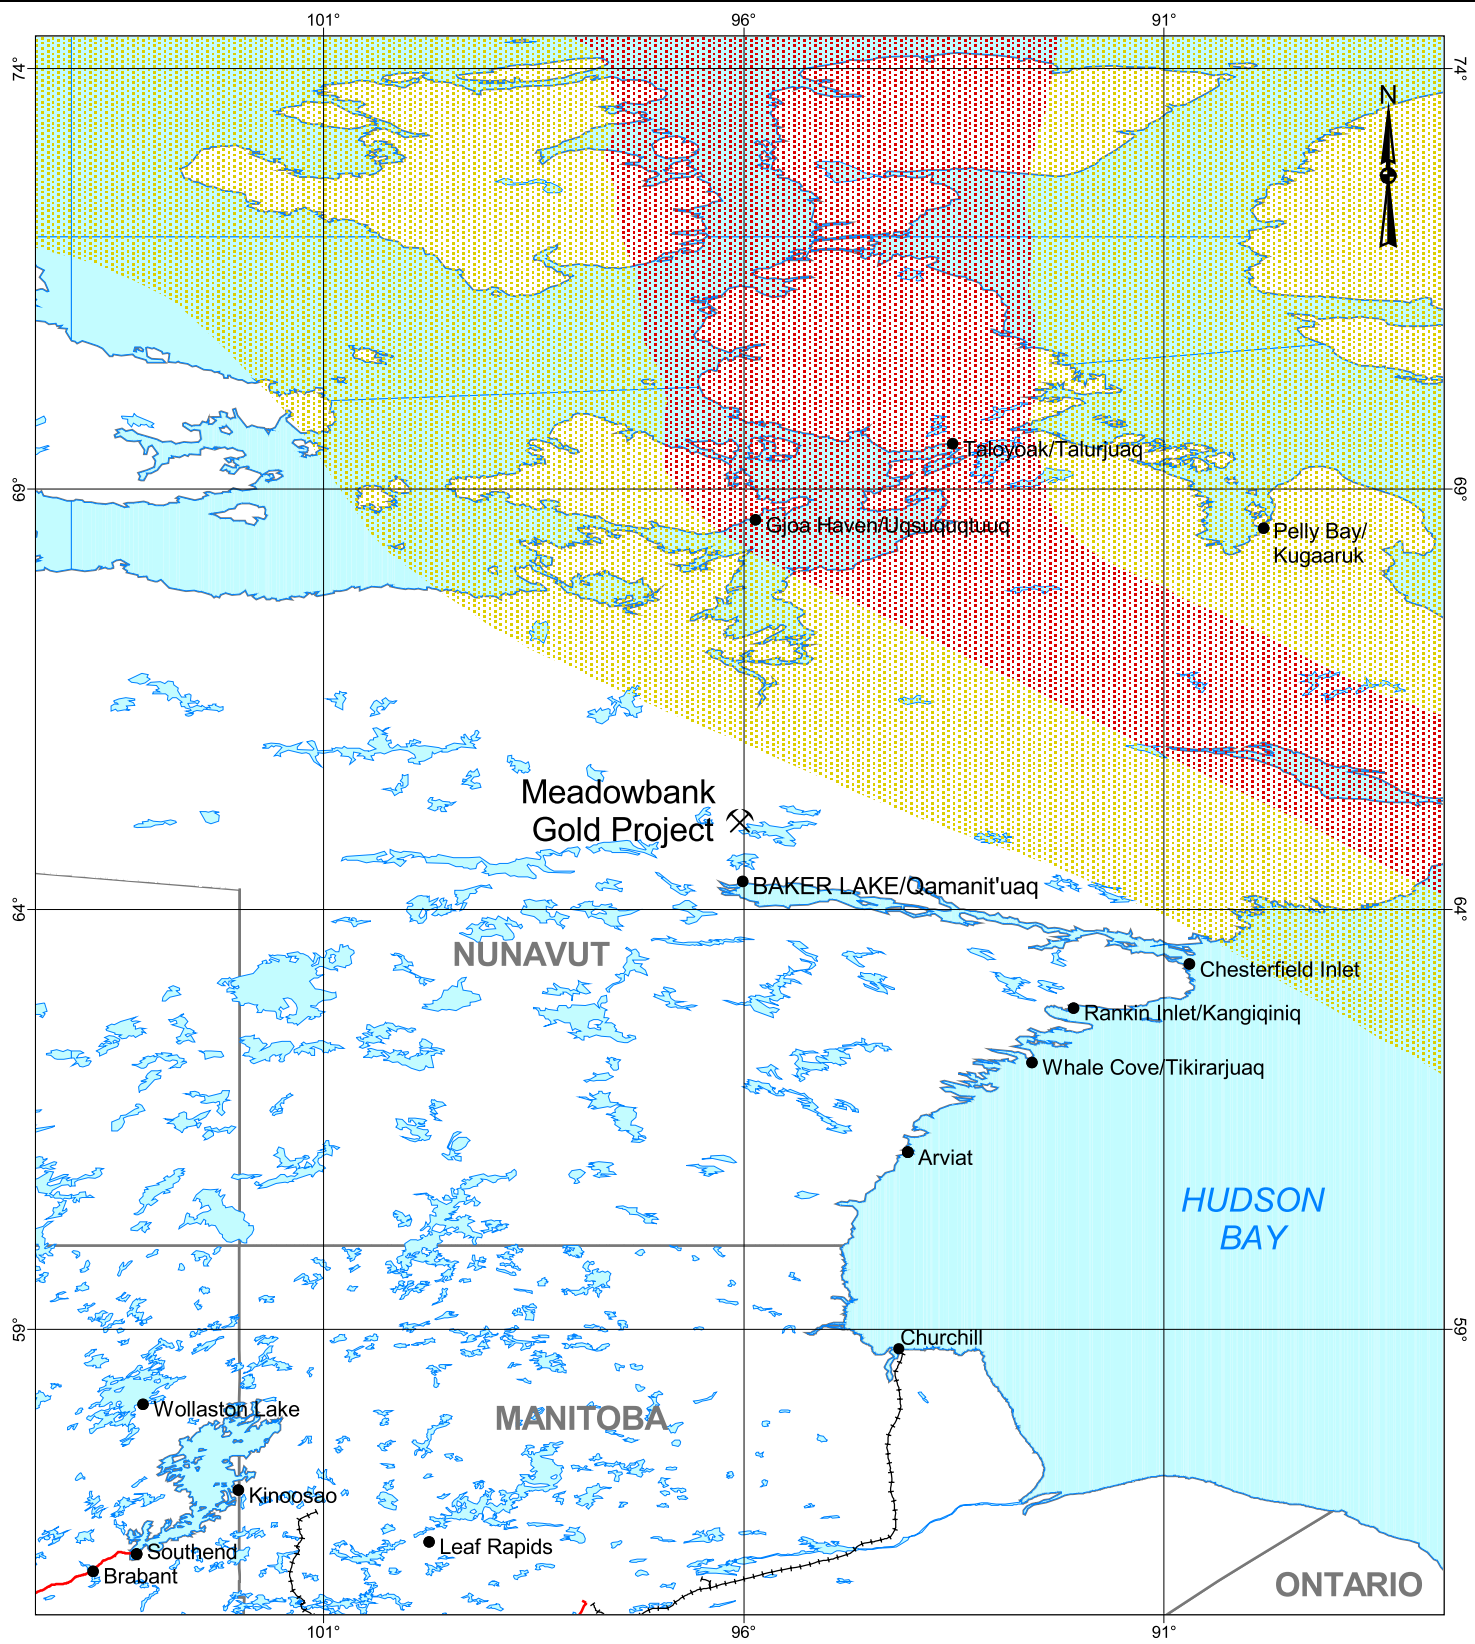 101°
96°
91°
74°
74°
N
Taloyoak/Talurjuaq
69°
69°
Gjoa Haven/Uqsuquqtuuq
Pelly Bay/
Kugaaruk
Meadowbank
Gold Project
BAKER LAKE/Qamanit'uaq
64°
64°
NUNAVUT
Chesterfield Inlet
Rankin Inlet/Kangiqiniq
Whale Cove/Tikirarjuaq
Arviat
HUDSON
BAY
59°
59°
Churchill
Wollaston Lake
MANITOBA
Kinoosao
Leaf Rapids
Southend
Brabant
ONTARIO
101°
96°
91°